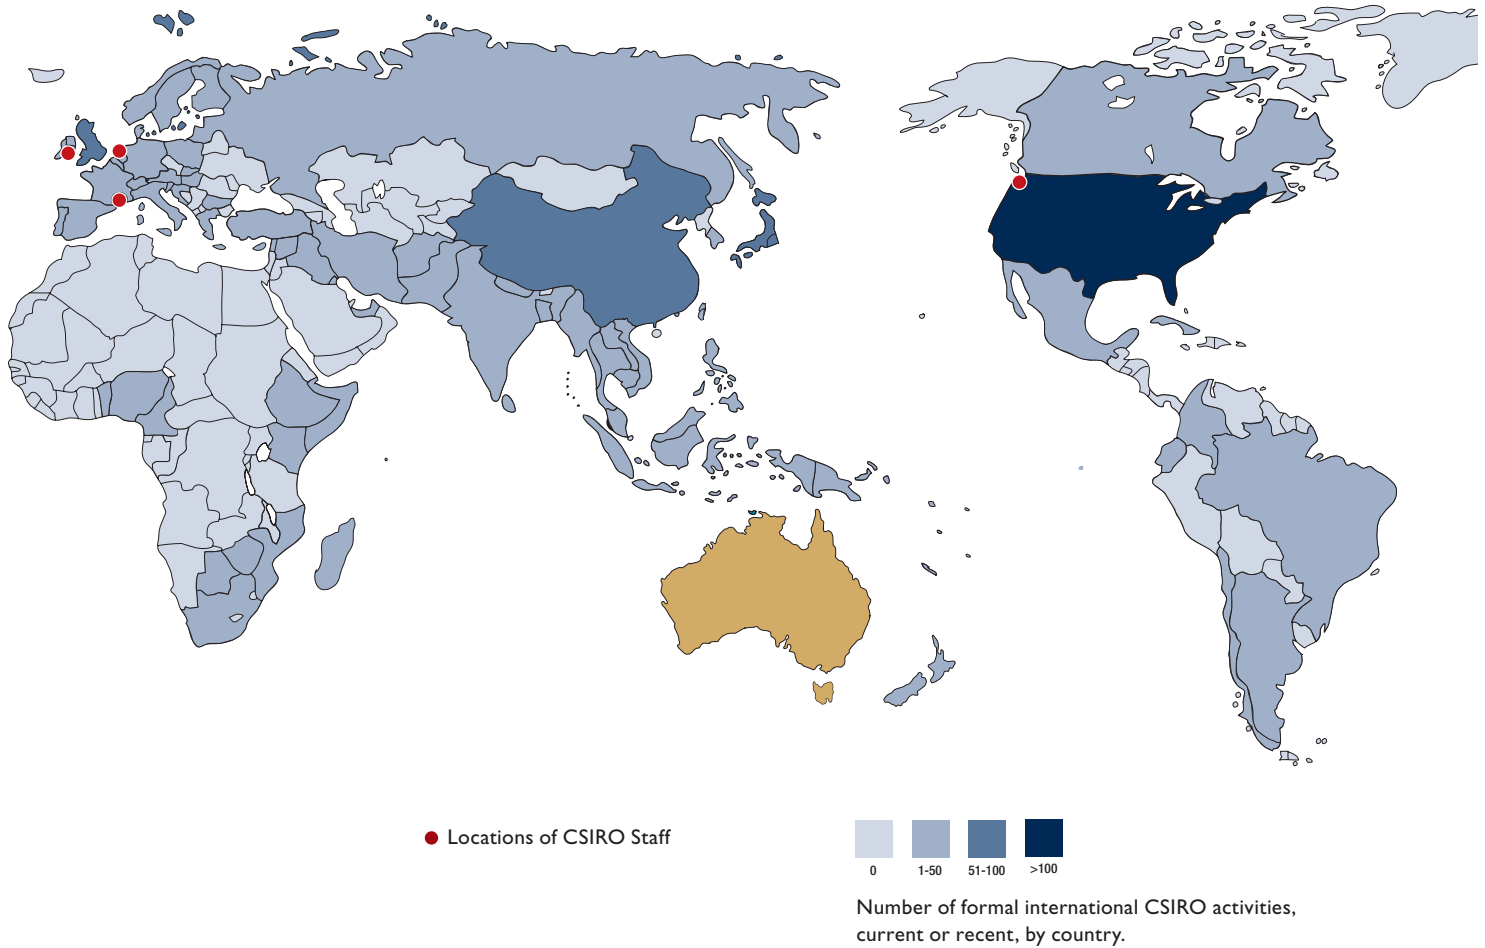 Locations of CSIRO Staff
0
1-50
51-100
>100
Number of formal international CSIRO activities,
current or recent, by country.